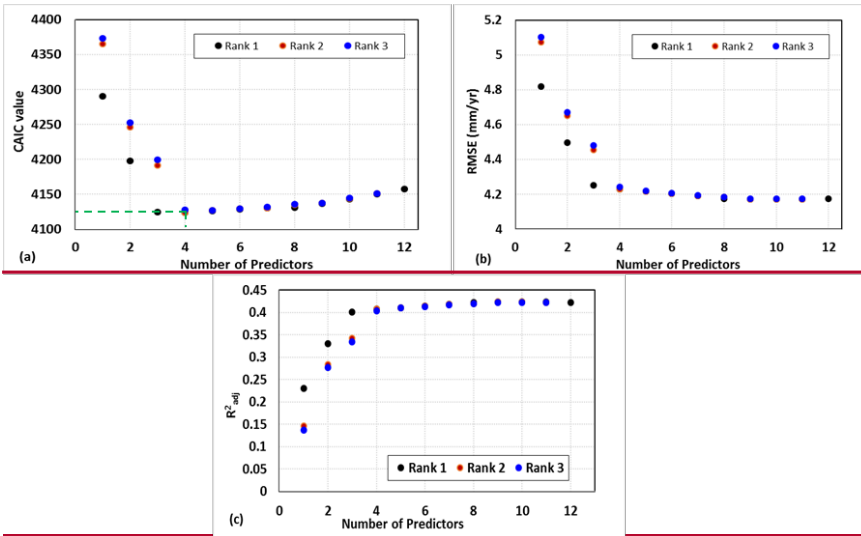 4400
4350
4300
4250
4200
4150
4100
CAIC value
Rank 1 Rank 2 Rank 3
0 2 4 6 8 10 12
Number of Predictors
(a)
5.2
5
4.8
4.6
4.4
4.2
4
RMSE (mm/yr)
Rank 1 Rank 2 Rank 3
0 2 4 6 8 10 12
Number of Predictors
(b)
0.45
0.4
0.35
0.3
0.25
0.2
0.15
0.1
0.05
0
R²adj
Rank 1 Rank 2 Rank 3
0 2 4 6 8 10 12
Number of Predictors
(c)